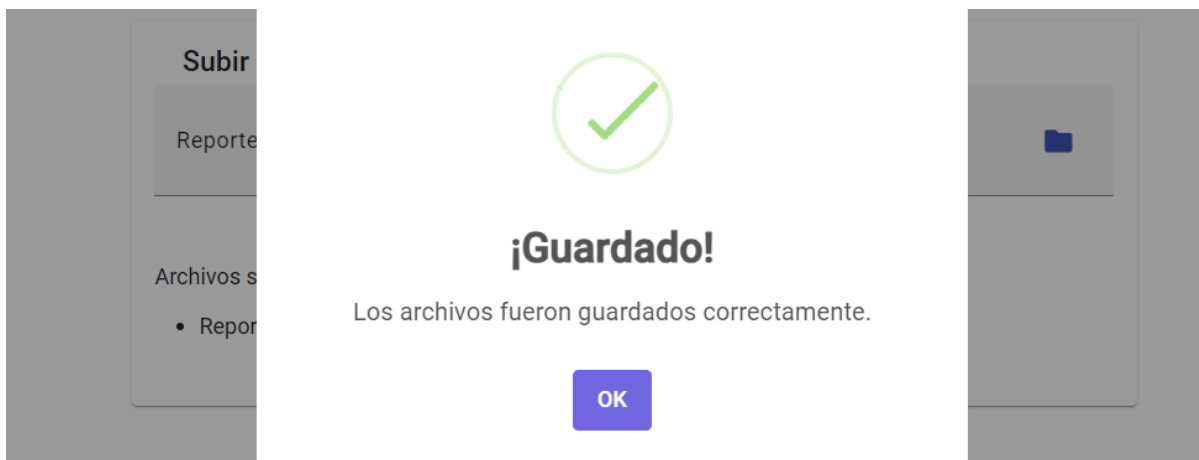 Subir
Reporte
¡Guardado!
Archivos s
Los archivos fueron guardados correctamente.
• Repor
OK